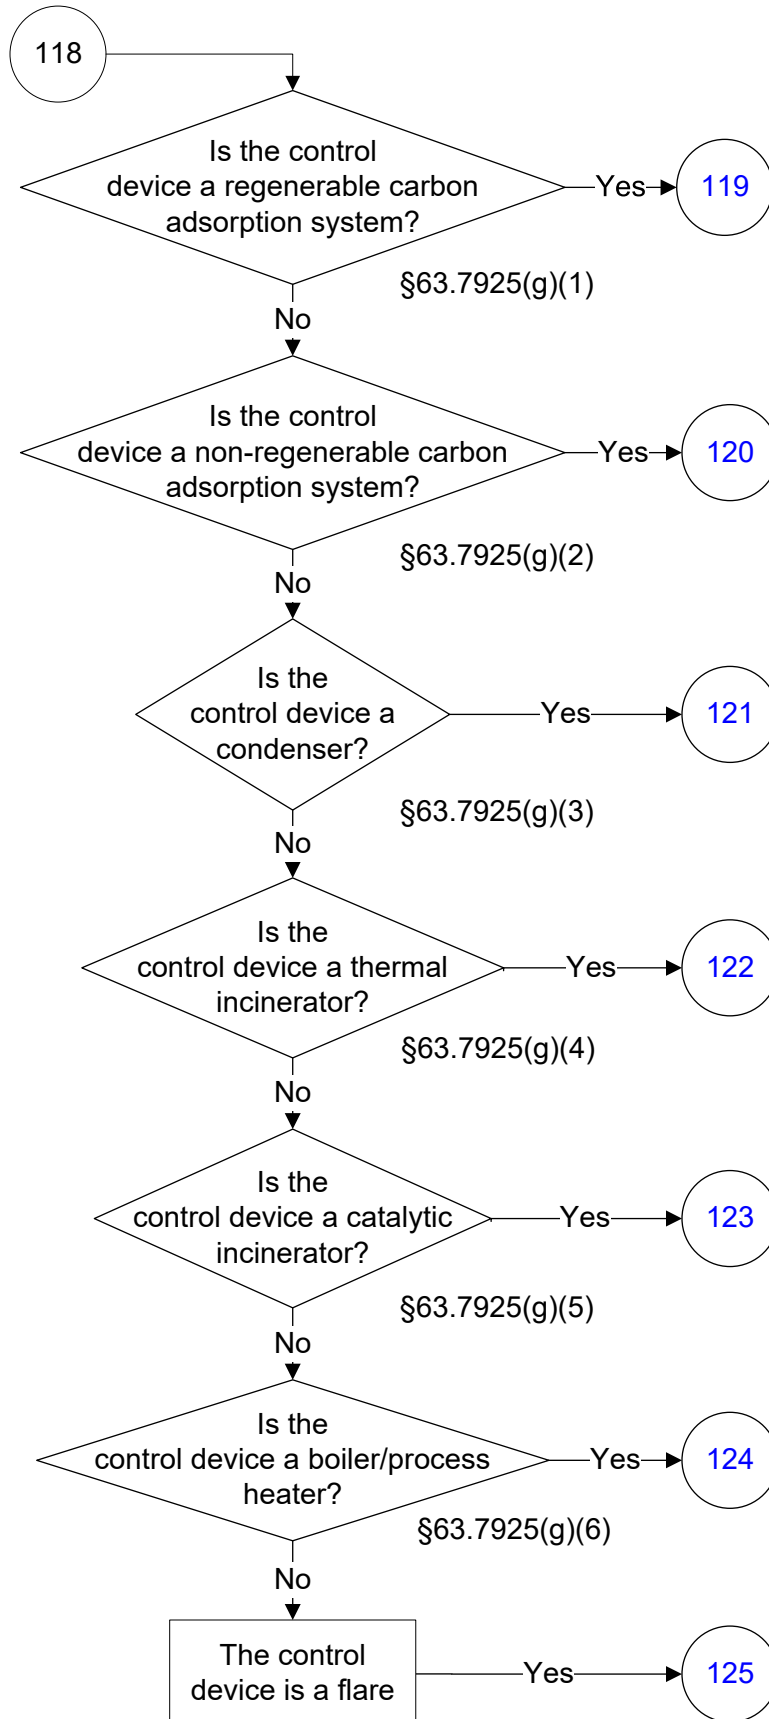 118
Is the control
device a regenerable carbon
adsorption system?
Yes
119
§63.7925(g)(1)
No
Is the control
device a non-regenerable carbon
adsorption system?
Yes
120
§63.7925(g)(2)
No
Is the
control device a
condenser?
Yes
121
§63.7925(g)(3)
No
Is the
control device a thermal
incinerator?
Yes
122
§63.7925(g)(4)
No
Is the
control device a catalytic
incinerator?
Yes
123
§63.7925(g)(5)
No
Is the
control device a boiler/process
heater?
Yes
124
§63.7925(g)(6)
No
The control
device is a flare
Yes
125